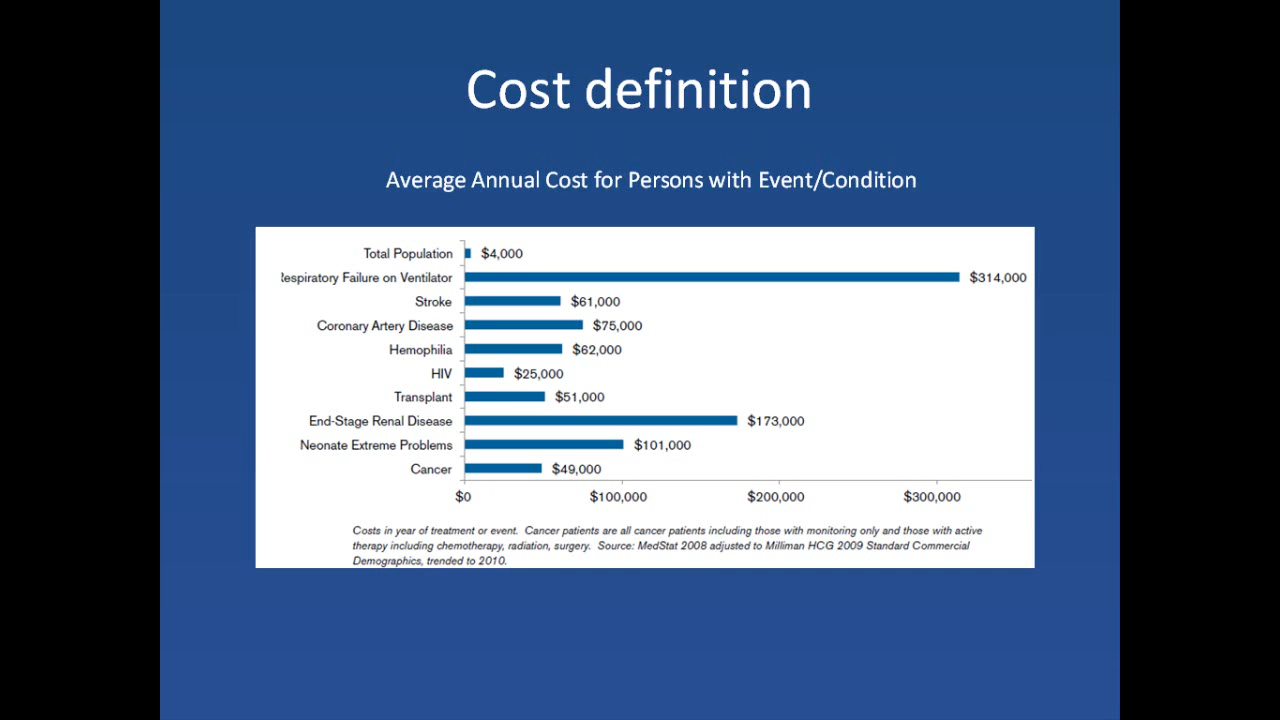 Cost definition
Average Annual Cost for Persons with Event/Condition
Total Population $4,000
Respiratory Failure on Ventilator $314,000
Stroke $61,000
Coronary Artery Disease $75,000
Hemophilia $62,000
HIV $25,000
Transplant $51,000
End-Stage Renal Disease $173,000
Neonate Extreme Problems $101,000
Cancer $49,000
$0 $100,000 $200,000 $300,000
Costs in year of treatment or event. Cancer patients are all cancer patients including those with monitoring only and those with active
therapy including chemotherapy, radiation, surgery. Source: MedStat 2008 adjusted to Milliman HCG 2009 Standard Commercial
Demographics, trended to 2010.